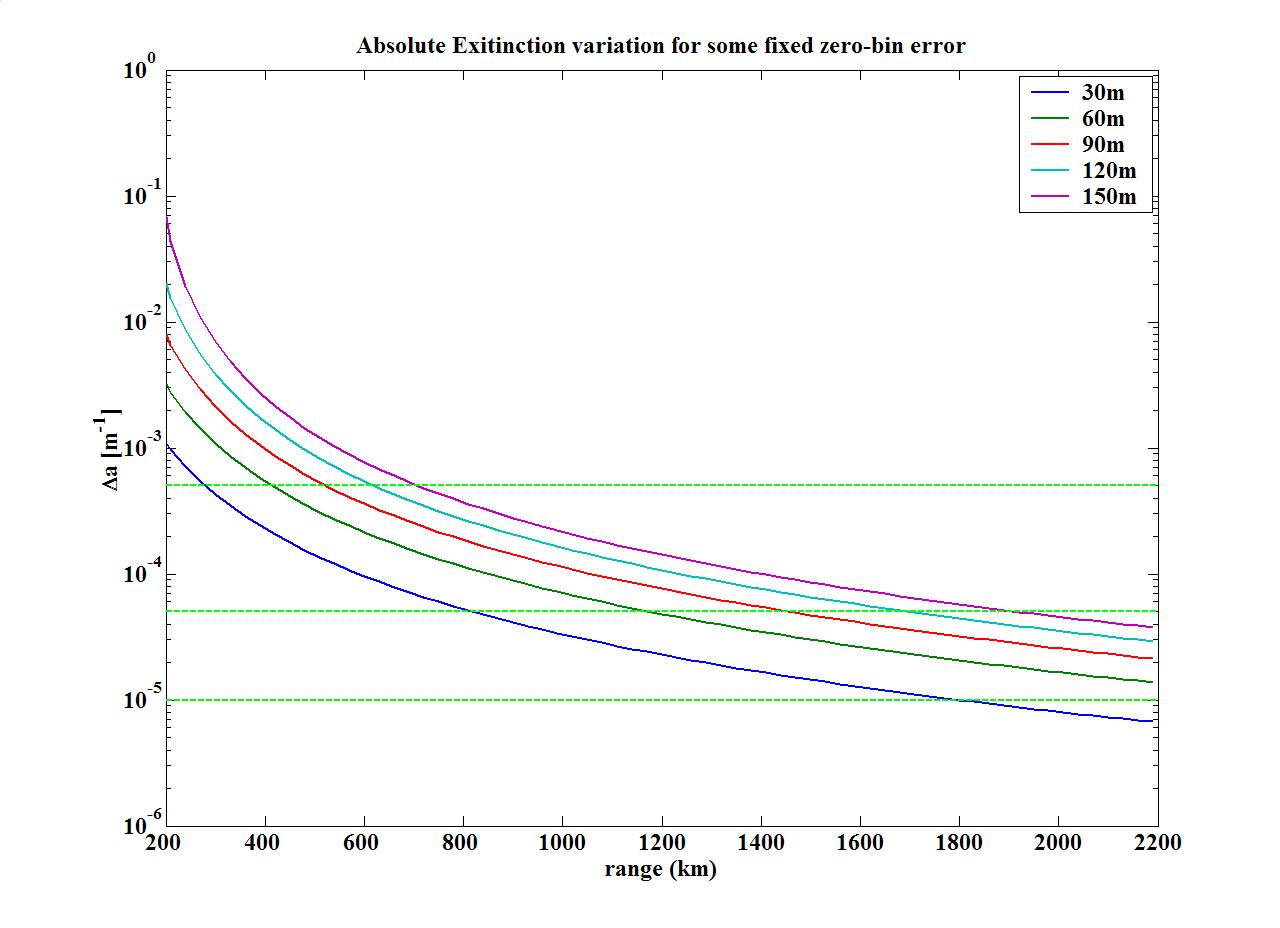 Absolute Exitinction variation for some fixed zero-bin error
30m
60m
90m
120m
150m
10^0
10^-1
10^-2
10^-3
10^-4
10^-5
10^-6
Δa [m^-1]
200 400 600 800 1000 1200 1400 1600 1800 2000 2200
range (km)